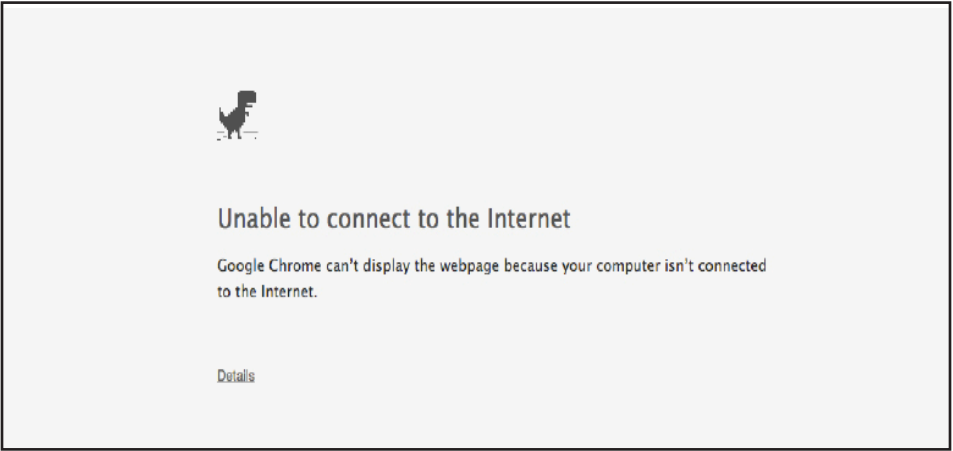 Unable to connect to the Internet
Google Chrome can't display the webpage because your computer isn't connected
to the Internet.
Details